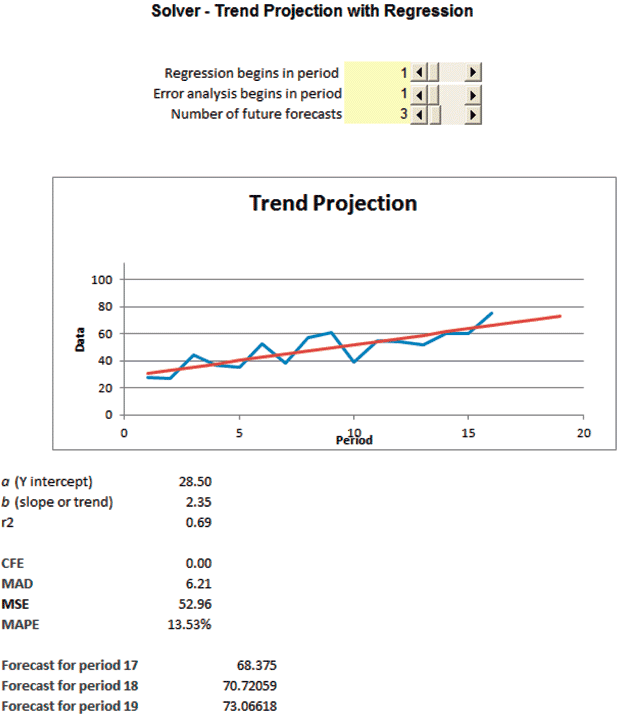 Solver - Trend Projection with Regression
Regression begins in period 1
Error analysis begins in period 1
Number of future forecasts 3
Trend Projection
100
80
60
40
20
0
Data
0 5 10 15 20
Period
a (Y intercept) 28.50
b (slope or trend) 2.35
r2 0.69
CFE 0.00
MAD 6.21
MSE 52.96
MAPE 13.53%
Forecast for period 17 68.375
Forecast for period 18 70.72059
Forecast for period 19 73.06618